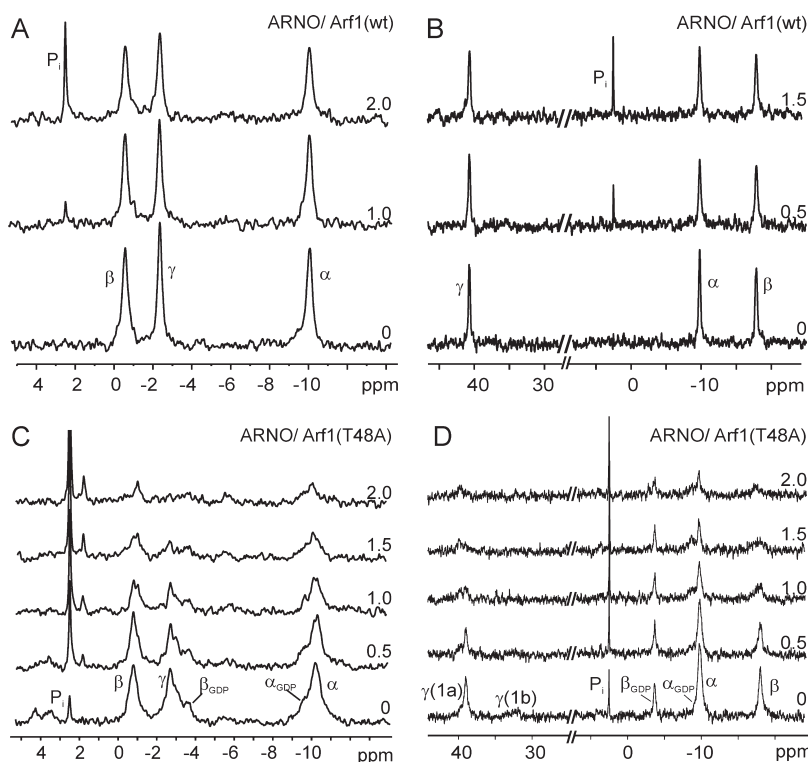 A ARNO/ Arf1(wt)
Pi
2.0
1.0
β γ α
0
4 2 0 -2 -4 -6 -8 -10 ppm
B ARNO/ Arf1(wt)
Pi
1.5
0.5
γ α β
0
40 30 0 -10 ppm
C ARNO/ Arf1(T48A)
2.0
1.5
1.0
0.5
Pi β γ βGDP αGDP α
0
4 2 0 -2 -4 -6 -8 -10 ppm
D ARNO/ Arf1(T48A)
2.0
1.5
1.0
0.5
γ(1a) γ(1b) Pi βGDP αGDP α β
0
40 30 0 -10 ppm